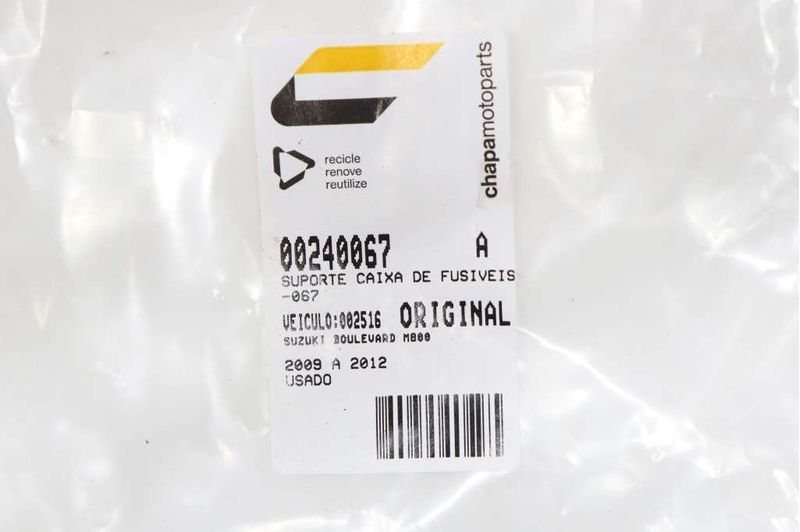 chapamotoparts
recicle
renove
reutilize
00240067 A
SUPORTE CAIXA DE FUSIVEIS
-067
VEICULO:002516 ORIGINAL
SUZUKI BOULEVARD M800
2009 A 2012
USADO